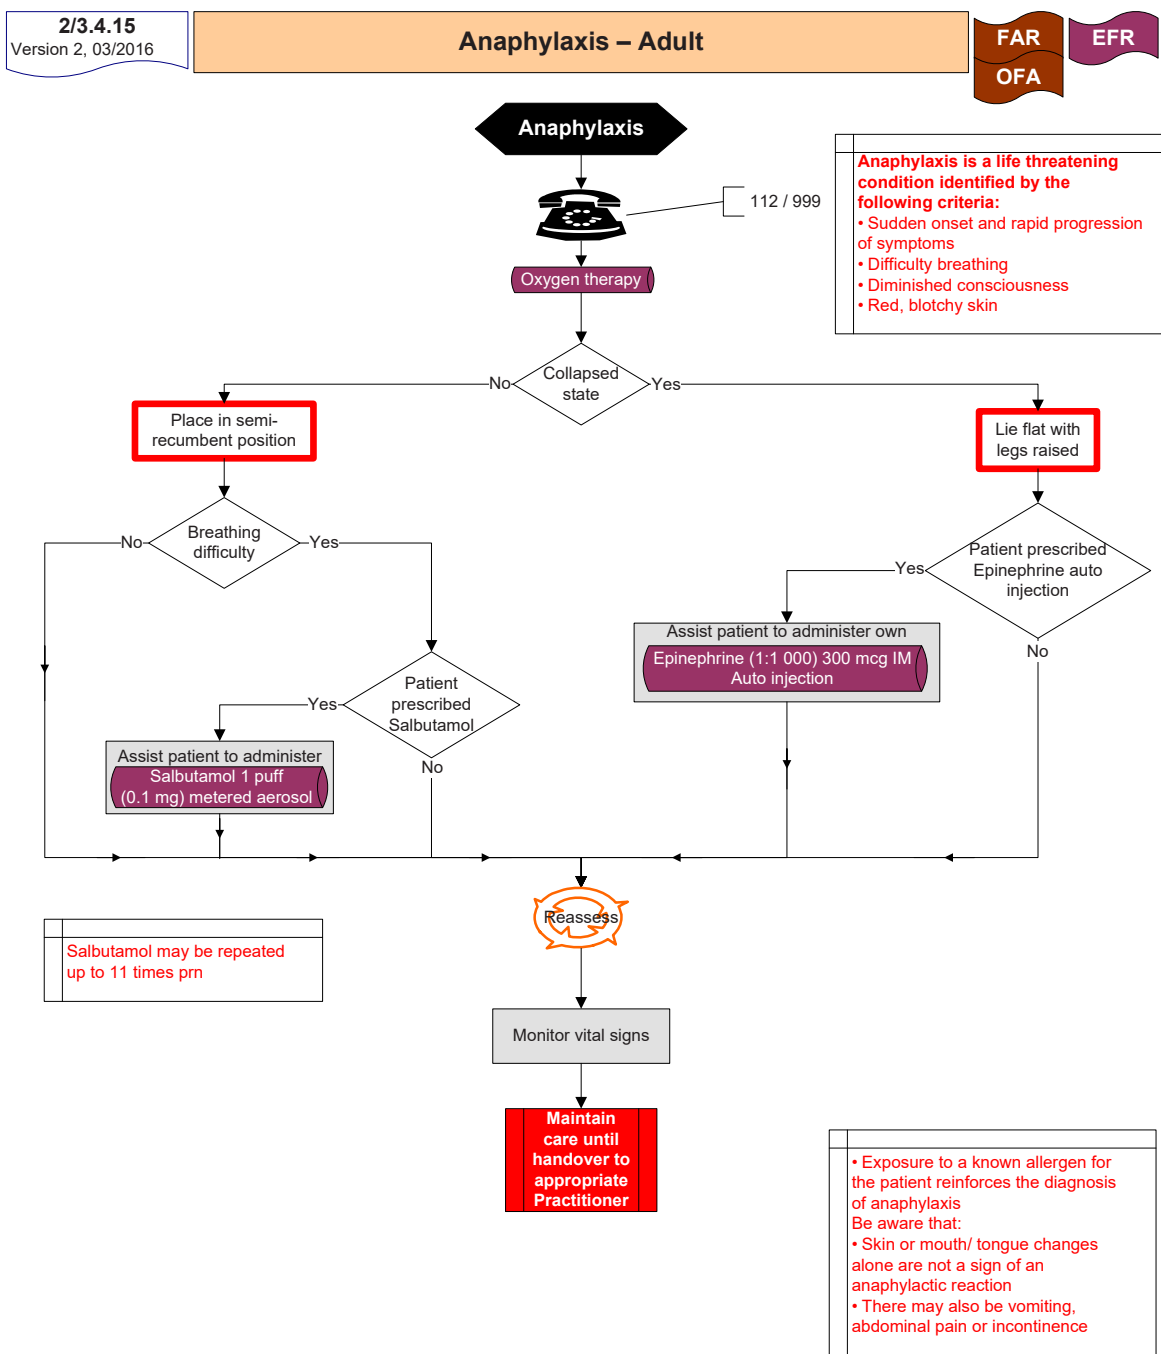 2/3.4.15
Version 2, 03/2016
Anaphylaxis – Adult
FAR
EFR
OFA
Anaphylaxis
112 / 999
Anaphylaxis is a life threatening
condition identified by the
following criteria:
• Sudden onset and rapid progression
of symptoms
• Difficulty breathing
• Diminished consciousness
• Red, blotchy skin
Oxygen therapy
Collapsed
state
No
Yes
Place in semi-
recumbent position
Lie flat with
legs raised
Breathing
difficulty
No
Yes
Patient prescribed
Epinephrine auto
injection
Yes
No
Assist patient to administer own
Epinephrine (1:1 000) 300 mcg IM
Auto injection
Patient
prescribed
Salbutamol
Yes
No
Assist patient to administer
Salbutamol 1 puff
(0.1 mg) metered aerosol
Reassess
Salbutamol may be repeated
up to 11 times prn
Monitor vital signs
Maintain
care until
handover to
appropriate
Practitioner
• Exposure to a known allergen for
the patient reinforces the diagnosis
of anaphylaxis
Be aware that:
• Skin or mouth/ tongue changes
alone are not a sign of an
anaphylactic reaction
• There may also be vomiting,
abdominal pain or incontinence